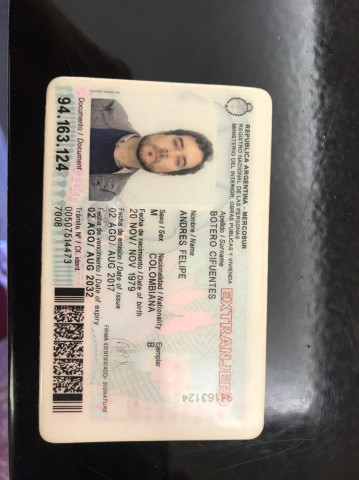 REPUBLICA ARGENTINA - MERCOSUR
REGISTRO NACIONAL DE LAS PERSONAS
MINISTERIO DEL INTERIOR, OBRAS PUBLICAS Y VIVIENDA
EXTRANJERO
Apellido / Surname
BOTERO CIFUENTES
Nombre / Name
ANDRES FELIPE
Sexo / Sex Nacionalidad / Nationality Ejemplar
M COLOMBIANA B
Fecha de nacimiento / Date of birth
20 NOV/ NOV 1979
Fecha de emisión / Date of issue
02 AGO/ AUG 2017
Fecha de vencimiento / Date of expiry
02 AGO/ AUG 2032
Documento / Document
94.163.124
Trámite N° / Of. ident
00507514473
7008
FIRMA IDENTIFICADO/ SIGNATURE
94163124